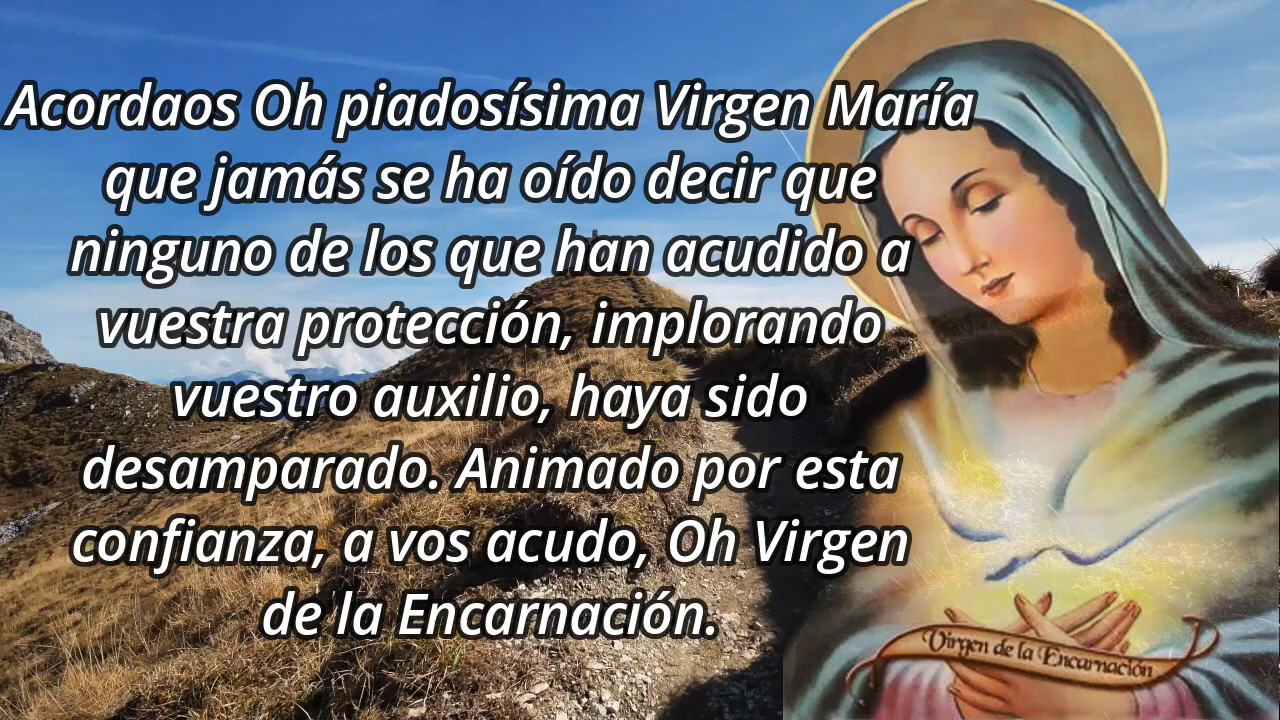 Acordaos Oh piadosísima Virgen María
que jamás se ha oído decir que
ninguno de los que han acudido a
vuestra protección, implorando
vuestro auxilio, haya sido
desamparado. Animado por esta
confianza, a vos acudo, Oh Virgen
de la Encarnación.
Virgen de la Encarnación